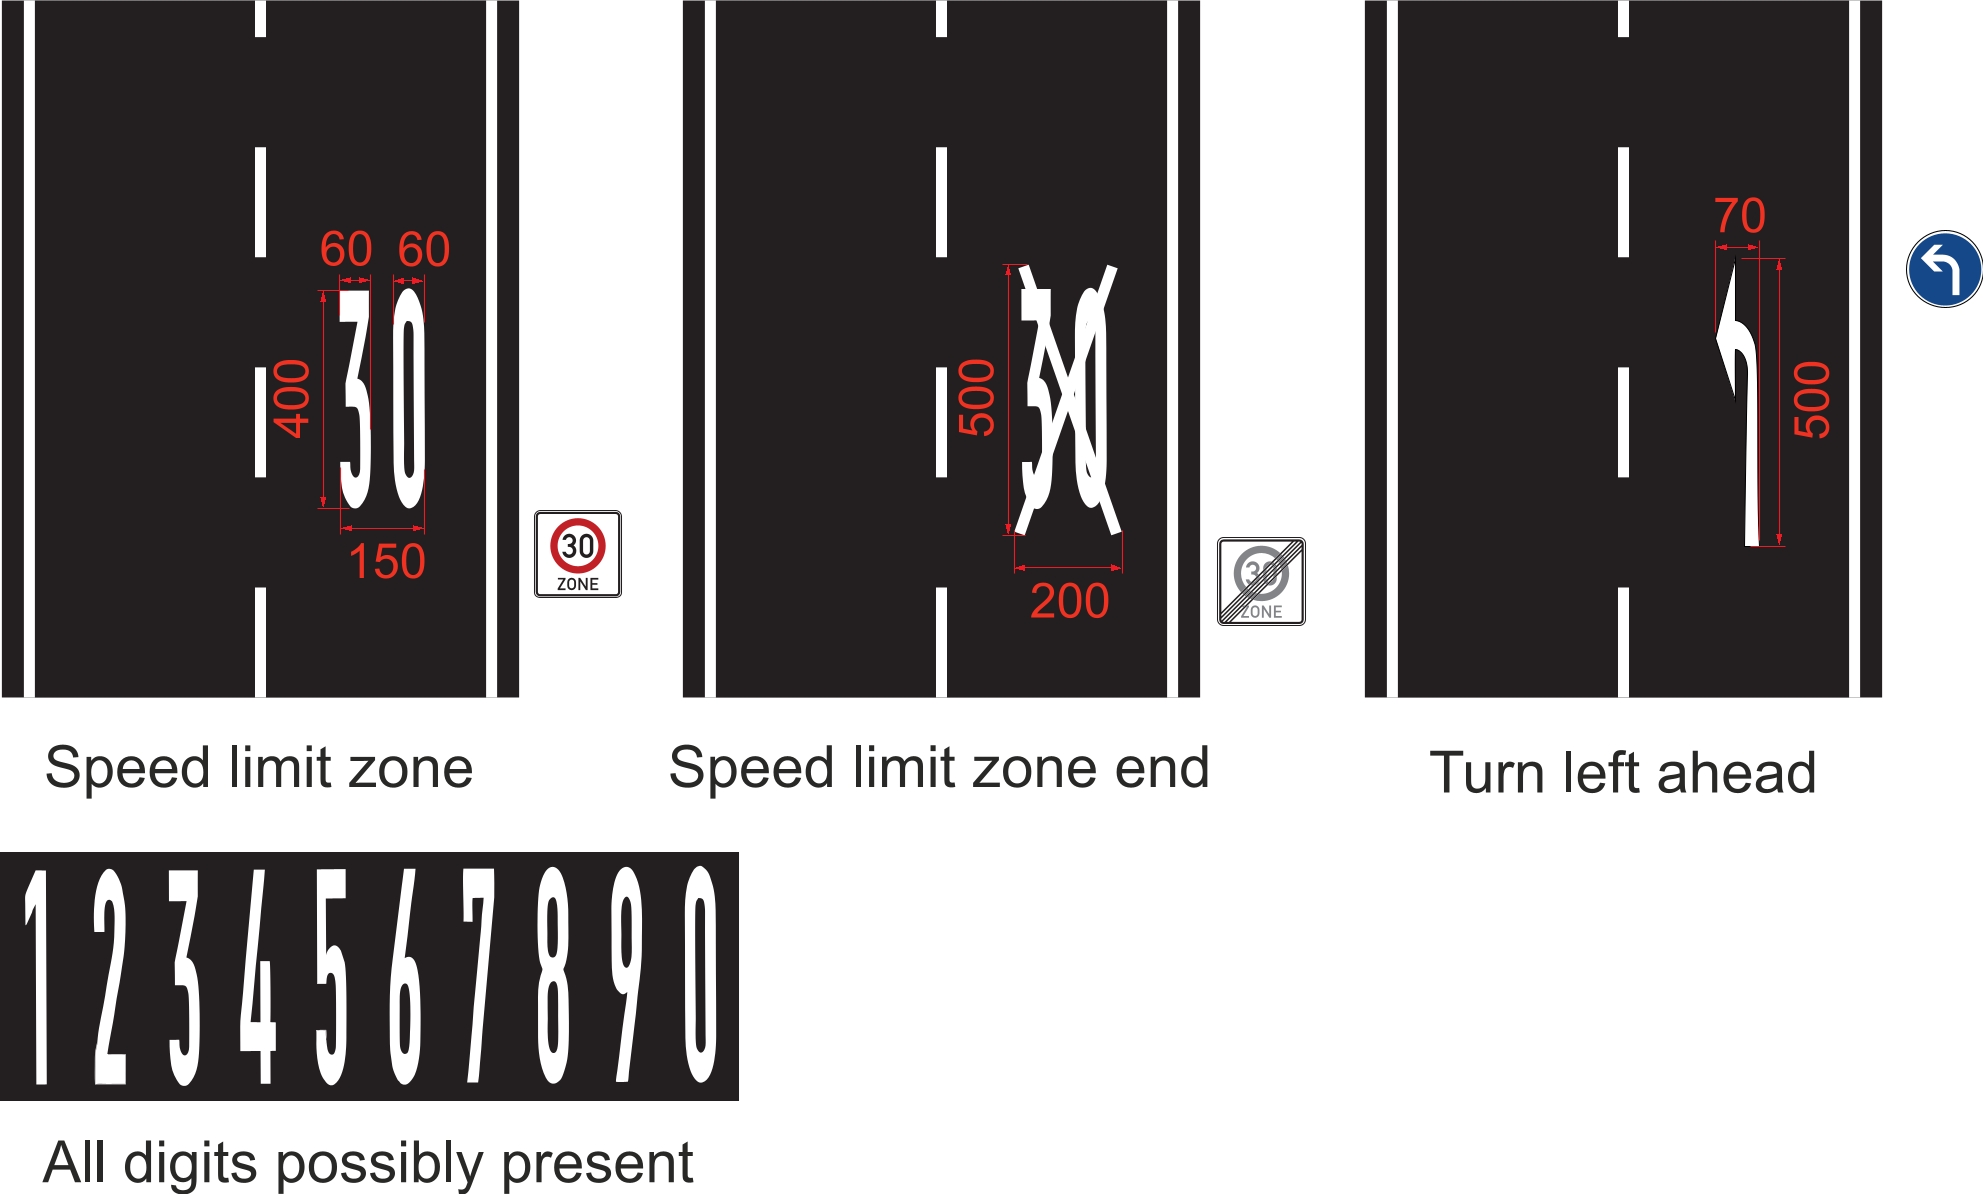 60 60
30
400
150
30
ZONE
Speed limit zone
30
500
200
30
ZONE
Speed limit zone end
70
500
Turn left ahead
1 2 3 4 5 6 7 8 9 0
All digits possibly present